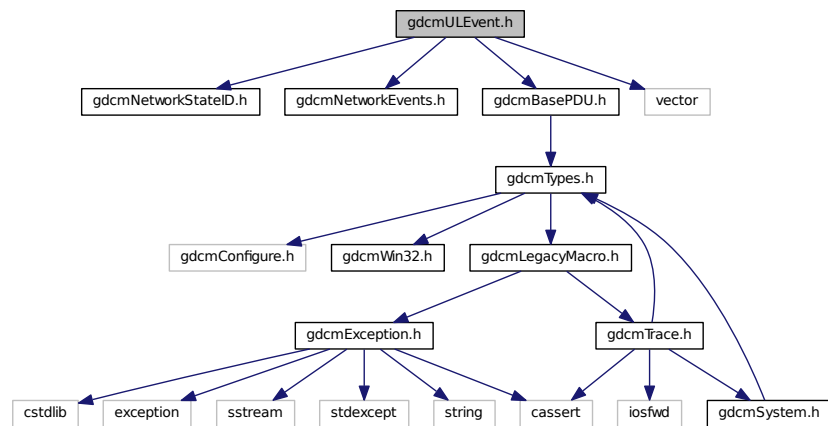 gdcmULEvent.h
gdcmNetworkStateID.h
gdcmNetworkEvents.h
gdcmBasePDU.h
vector
gdcmTypes.h
gdcmConfigure.h
gdcmWin32.h
gdcmLegacyMacro.h
gdcmException.h
gdcmTrace.h
cstdlib
exception
sstream
stdexcept
string
cassert
iosfwd
gdcmSystem.h